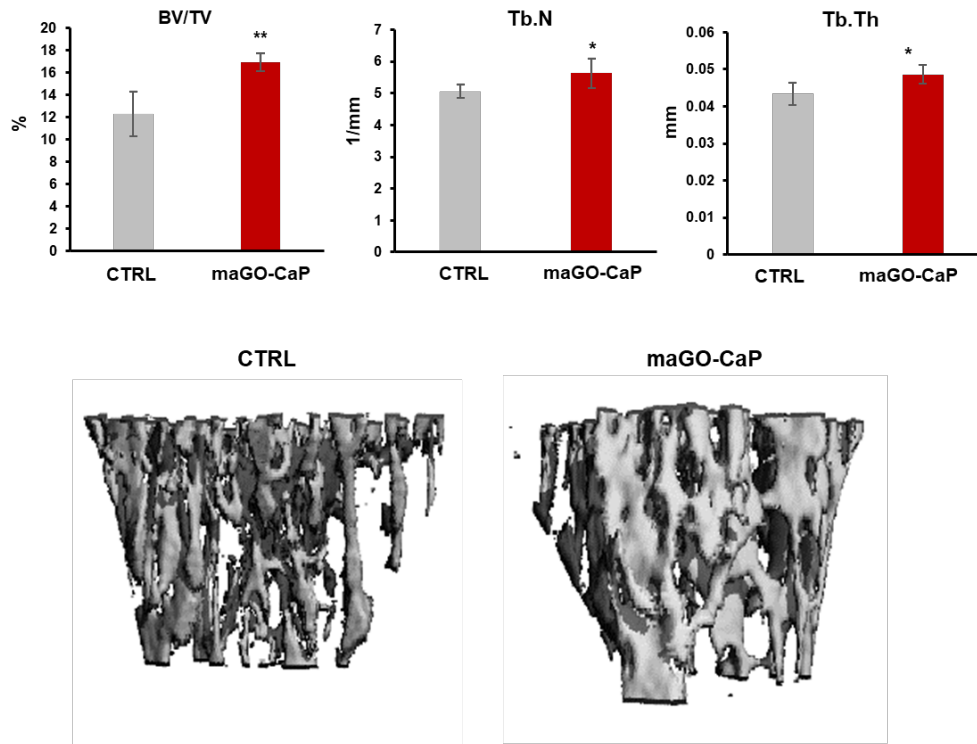 BV/TV
**
20
18
16
14
12
10
8
6
4
2
0
%
CTRL
maGO-CaP
Tb.N
*
7
6
5
4
3
2
1
0
1/mm
CTRL
maGO-CaP
Tb.Th
*
0.06
0.05
0.04
0.03
0.02
0.01
0
mm
CTRL
maGO-CaP
CTRL
maGO-CaP